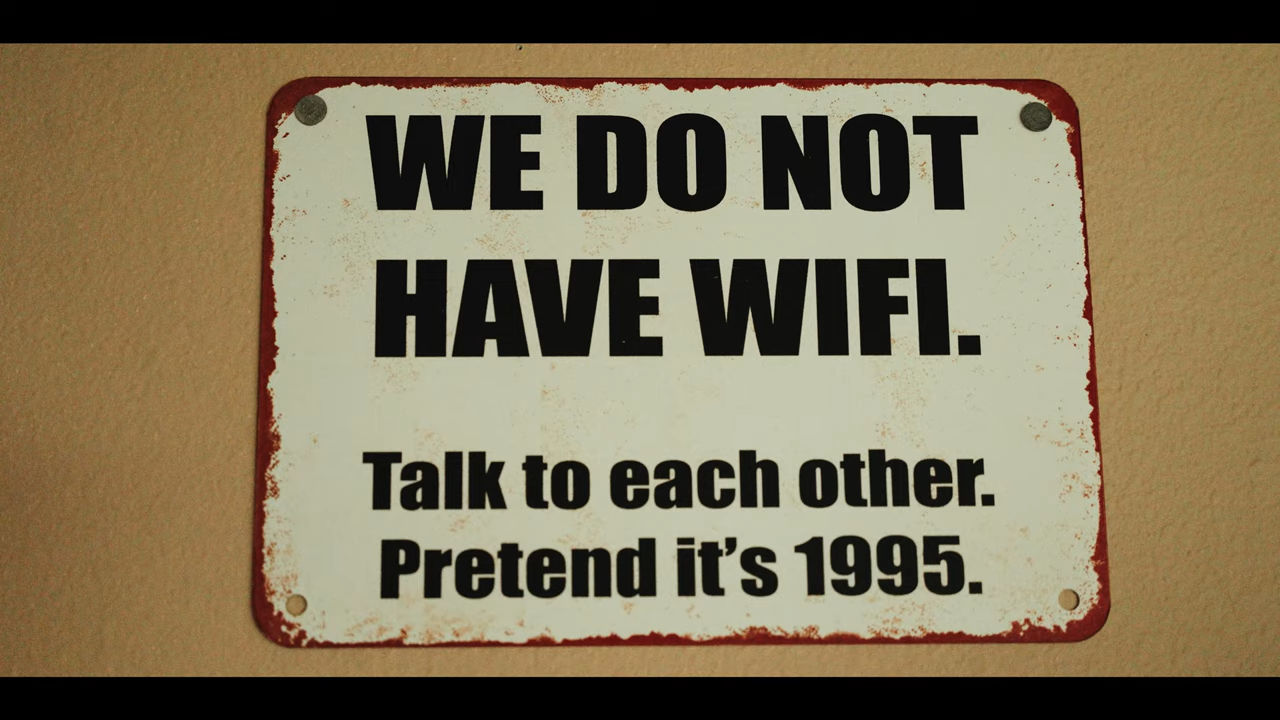 WE DO NOT
HAVE WIFI.
Talk to each other.
Pretend it’s 1995.